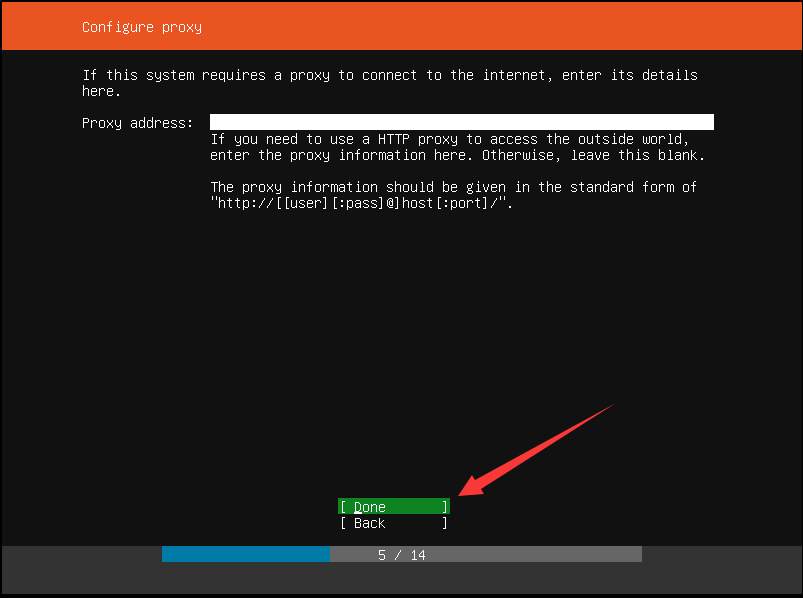 Configure proxy
If this system requires a proxy to connect to the internet, enter its details
here.
Proxy address:
If you need to use a HTTP proxy to access the outside world,
enter the proxy information here. Otherwise, leave this blank.
The proxy information should be given in the standard form of
"http://[[user][:pass]@]host[:port]/".
[ Done ]
[ Back ]
5 / 14